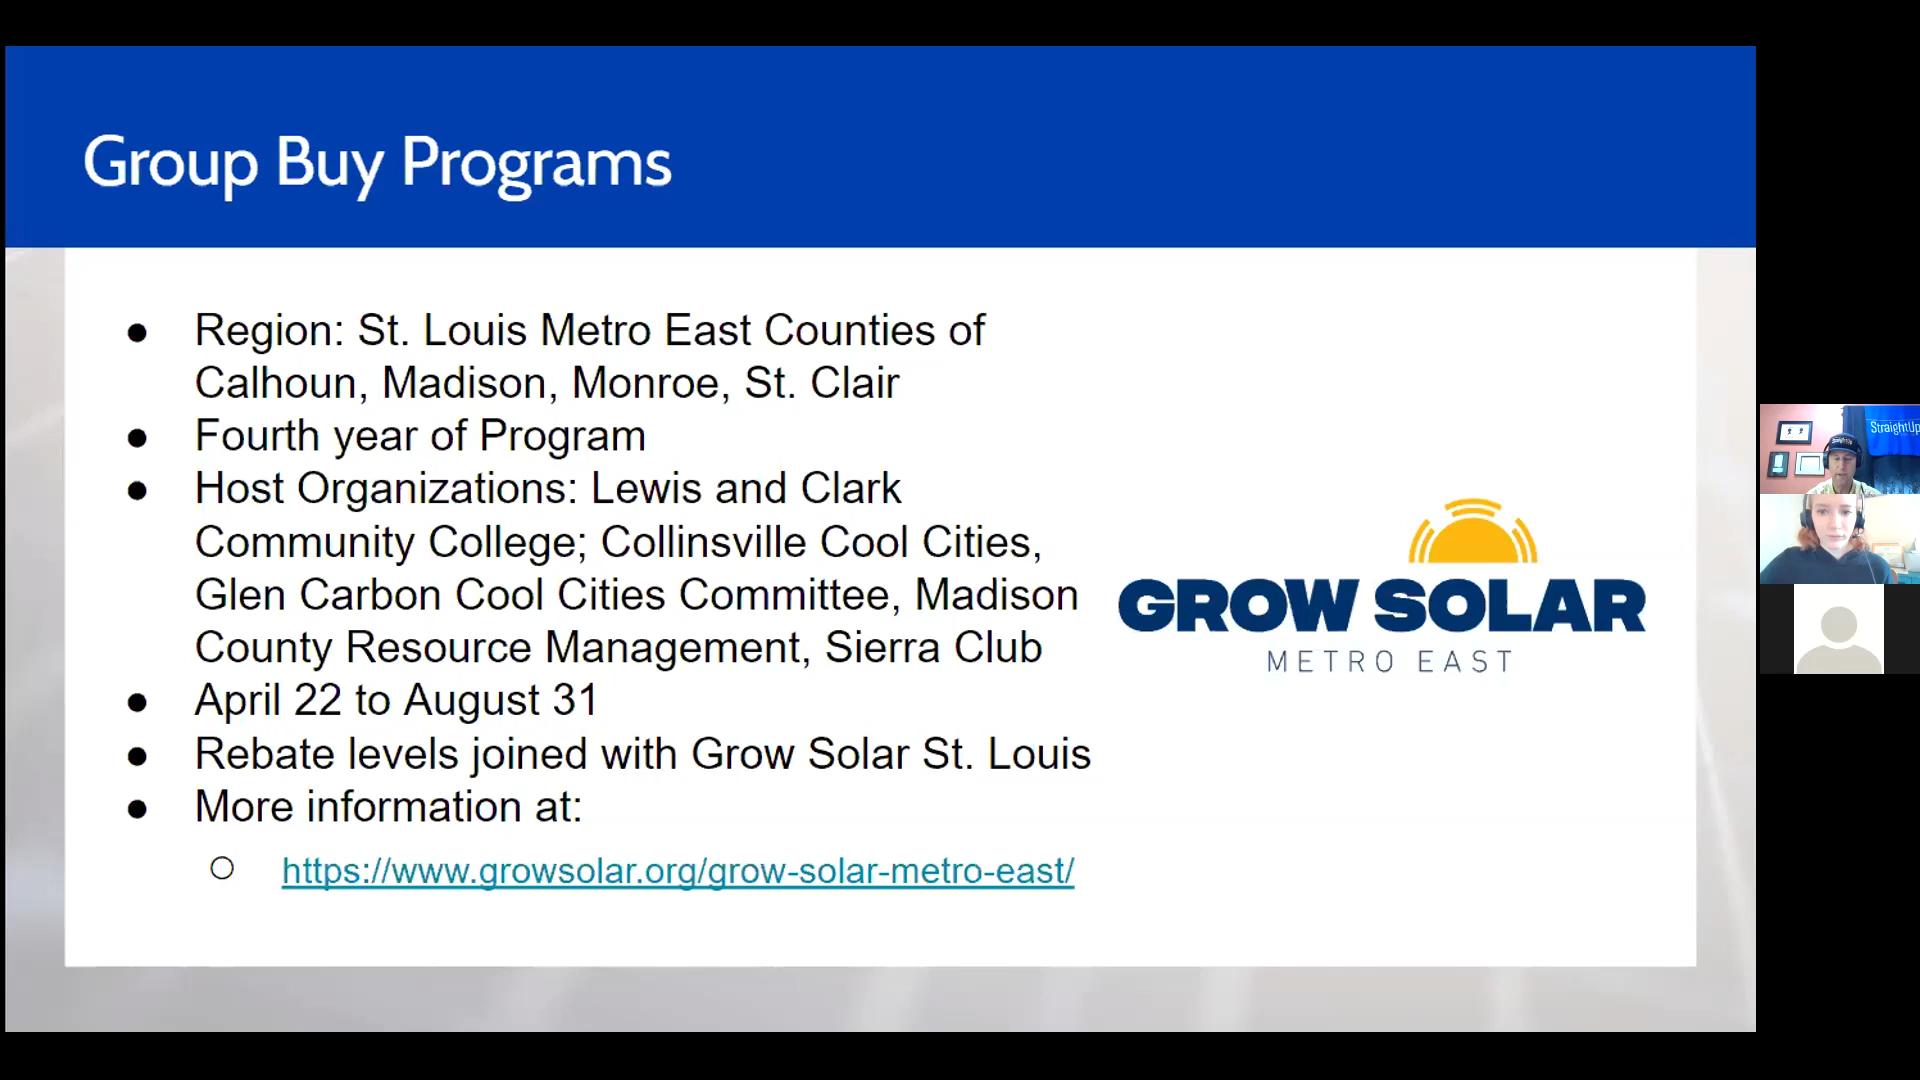 Group Buy Programs
● Region: St. Louis Metro East Counties of
Calhoun, Madison, Monroe, St. Clair
● Fourth year of Program
● Host Organizations: Lewis and Clark
Community College; Collinsville Cool Cities,
Glen Carbon Cool Cities Committee, Madison
County Resource Management, Sierra Club
● April 22 to August 31
● Rebate levels joined with Grow Solar St. Louis
● More information at:
○ https://www.growsolar.org/grow-solar-metro-east/
GROW SOLAR
METRO EAST
StraightUp